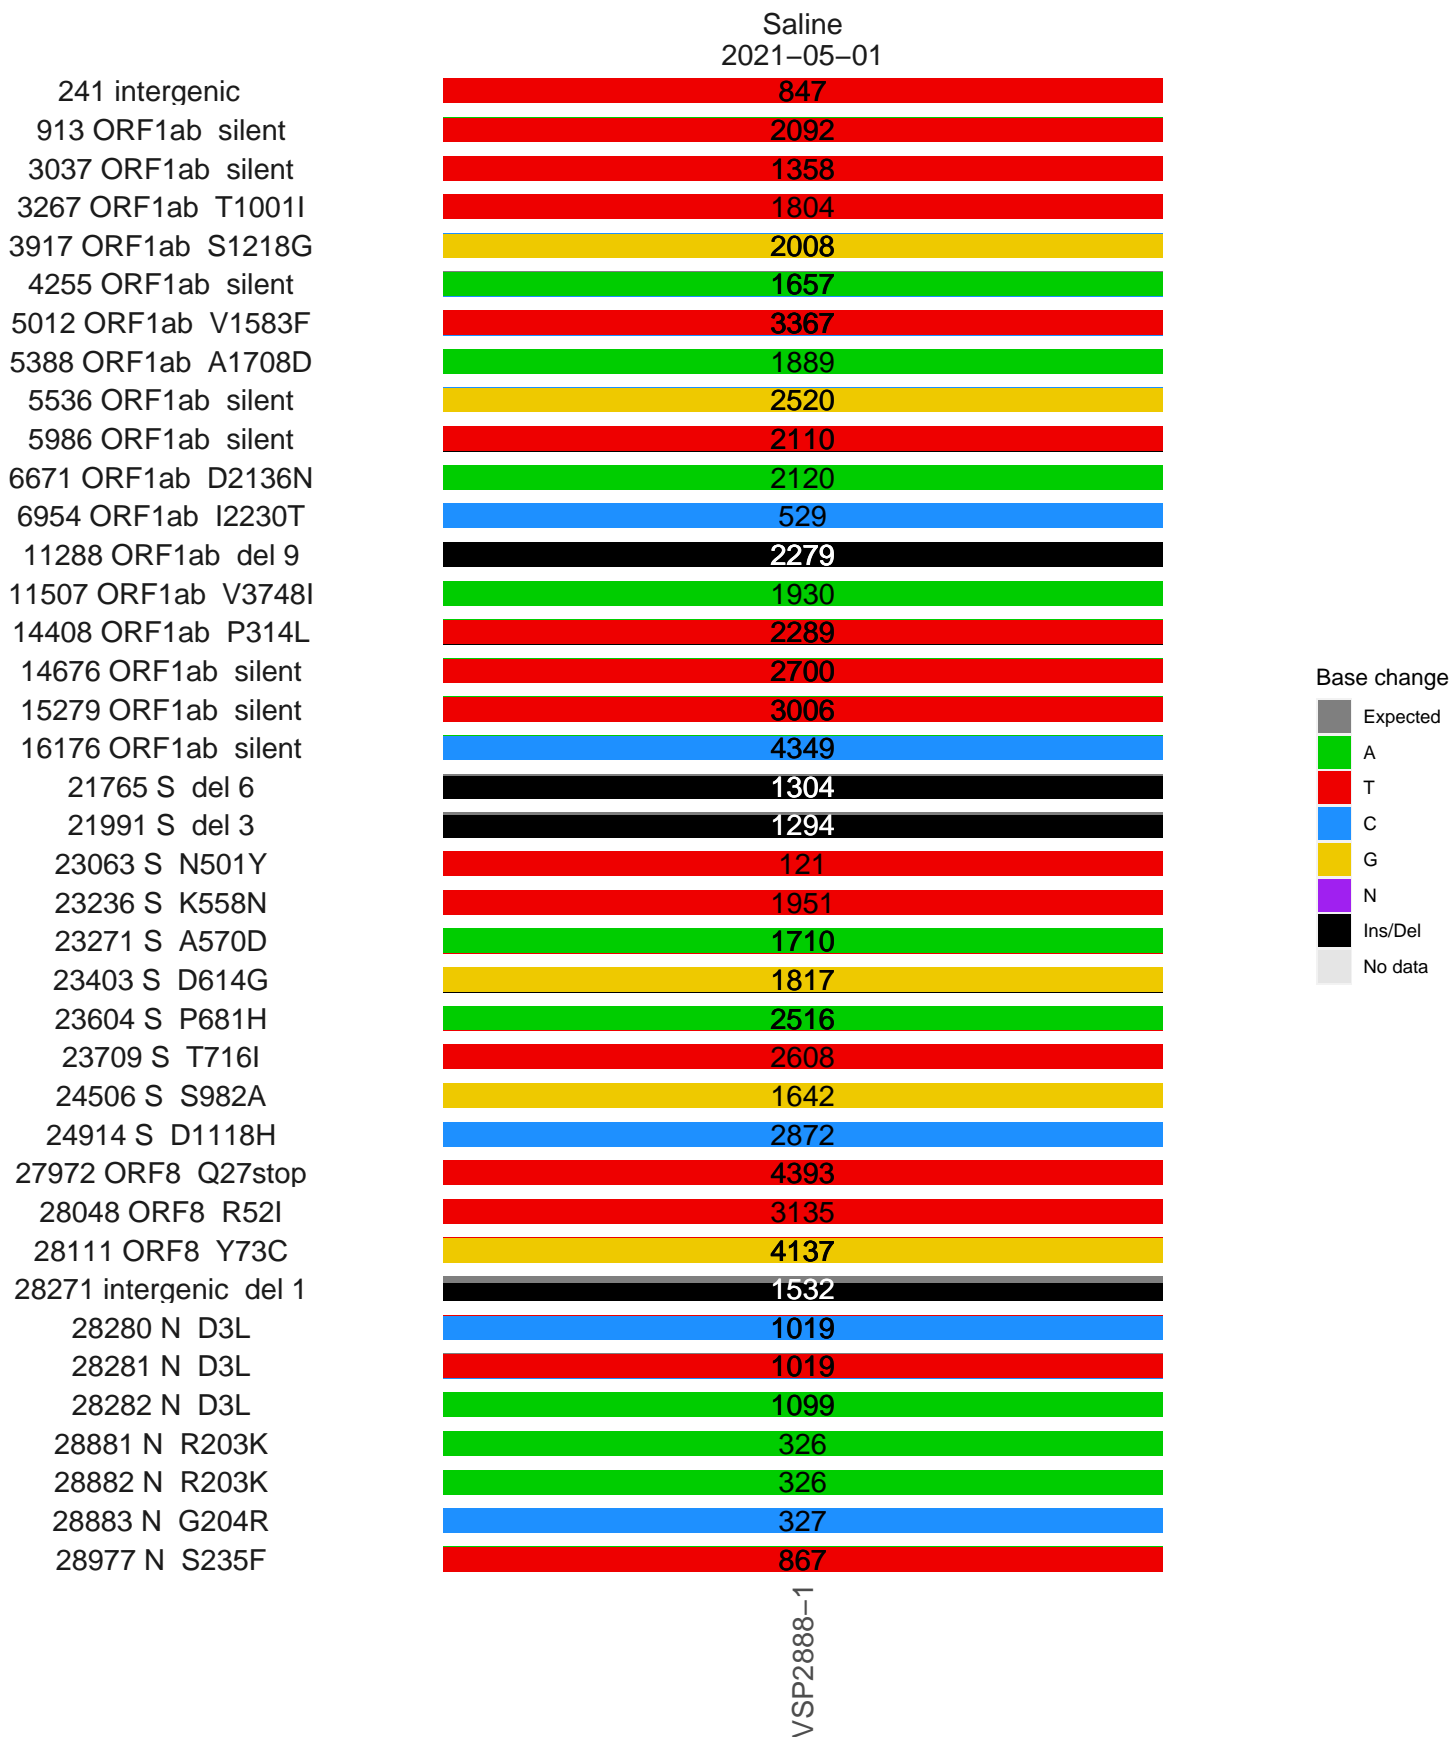 Saline
2021−05−01
241 intergenic 847
913 ORF1ab silent 2092
3037 ORF1ab silent 1358
3267 ORF1ab T1001I 1804
3917 ORF1ab S1218G 2008
4255 ORF1ab silent 1657
5012 ORF1ab V1583F 3367
5388 ORF1ab A1708D 1889
5536 ORF1ab silent 2520
5986 ORF1ab silent 2110
6671 ORF1ab D2136N 2120
6954 ORF1ab I2230T 529
11288 ORF1ab del 9 2279
11507 ORF1ab V3748I 1930
14408 ORF1ab P314L 2289
14676 ORF1ab silent 2700
15279 ORF1ab silent 3006
16176 ORF1ab silent 4349
21765 S del 6 1304
21991 S del 3 1294
23063 S N501Y 121
23236 S K558N 1951
23271 S A570D 1710
23403 S D614G 1817
23604 S P681H 2516
23709 S T716I 2608
24506 S S982A 1642
24914 S D1118H 2872
27972 ORF8 Q27stop 4393
28048 ORF8 R52I 3135
28111 ORF8 Y73C 4137
28271 intergenic del 1 1532
28280 N D3L 1019
28281 N D3L 1019
28282 N D3L 1099
28881 N R203K 326
28882 N R203K 326
28883 N G204R 327
28977 N S235F 867
VSP2888−1
Base change
Expected
A
T
C
G
N
Ins/Del
No data